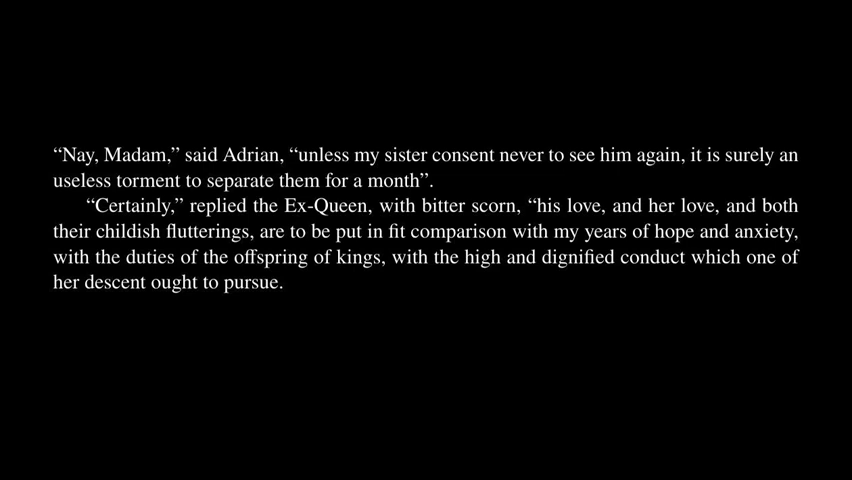 “Nay, Madam,” said Adrian, “unless my sister consent never to see him again, it is surely an
useless torment to separate them for a month”.
“Certainly,” replied the Ex-Queen, with bitter scorn, “his love, and her love, and both
their childish flutterings, are to be put in fit comparison with my years of hope and anxiety,
with the duties of the offspring of kings, with the high and dignified conduct which one of
her descent ought to pursue.